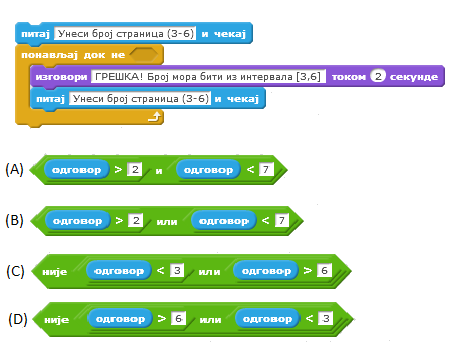 питај Унеси број страница (3-6) и чекај
понављај док не
изговори ГРЕШКА! Број мора бити из интервала [3,6] током 2 секунде
питај Унеси број страница (3-6) и чекај
(A) одговор > 2 и одговор < 7
(B) одговор > 2 или одговор < 7
(C) није одговор < 3 или одговор > 6
(D) није одговор > 6 или одговор < 3